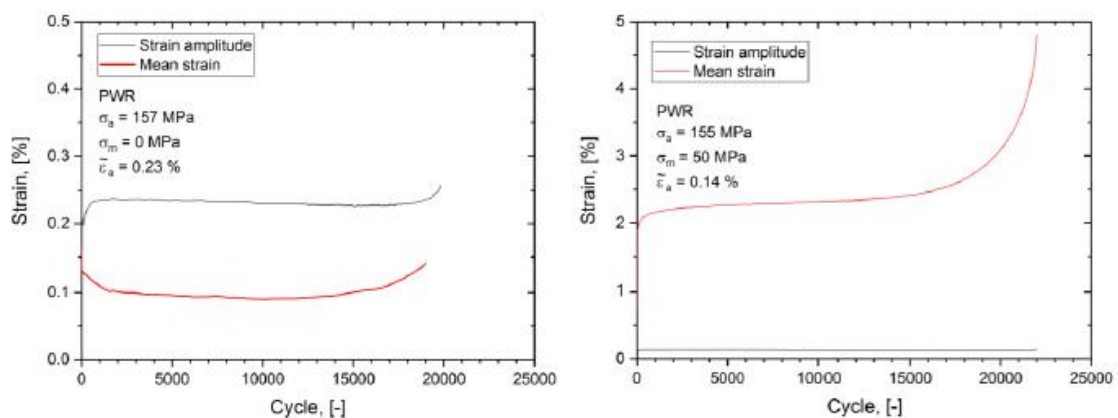 0.5
0.4
0.3
0.2
0.1
0.0
Strain, [%]
Strain amplitude
Mean strain
PWR
σa = 157 MPa
σm = 0 MPa
ε̃a = 0.23 %
0 5000 10000 15000 20000 25000
Cycle, [-]
5
4
3
2
1
0
Strain, [%]
Strain amplitude
Mean strain
PWR
σa = 155 MPa
σm = 50 MPa
ε̃a = 0.14 %
0 5000 10000 15000 20000 25000
Cycle, [-]